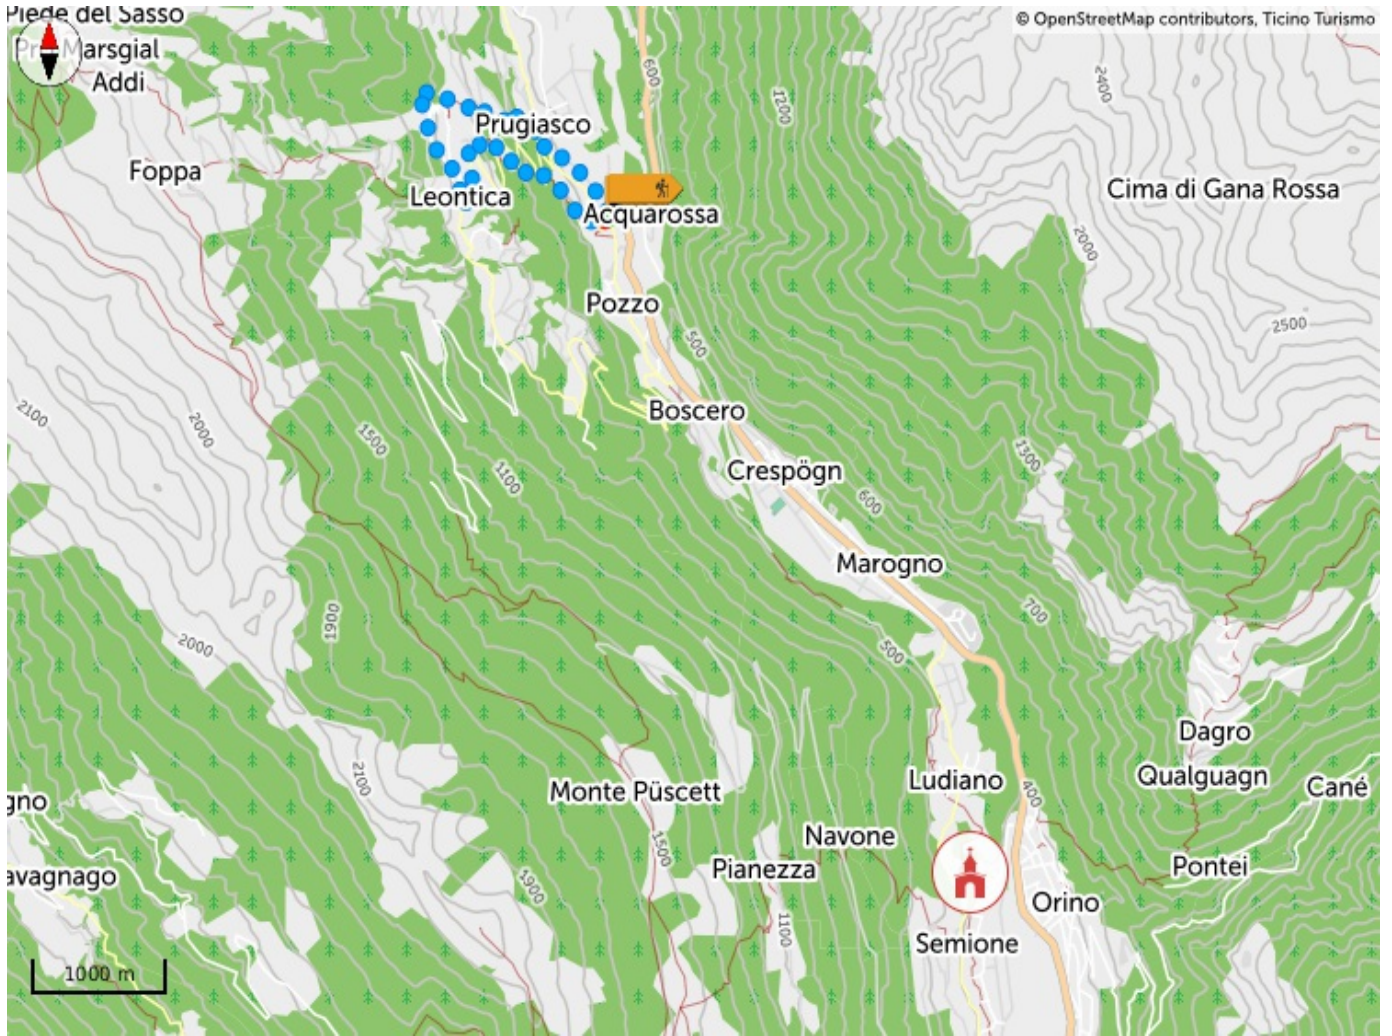 Piede del Sasso
© OpenStreetMap contributors, Ticino Turismo
Marsgial
Addi
600
2400
1200
Prugiasco
Foppa
Leontica
Cima di Gana Rossa
Acquarossa
2000
Pozzo
2500
500
2100
2000
Boscero
1500
1300
Crespögn
1100
600
Marogno
700
1900
2000
500
Dagro
2100
Ludiano
Qualguagn
Monte Püscett
400
Cané
gno
Navone
1500
Pianezza
Pontei
avagnago
1900
Orino
1100
Semione
1000 m